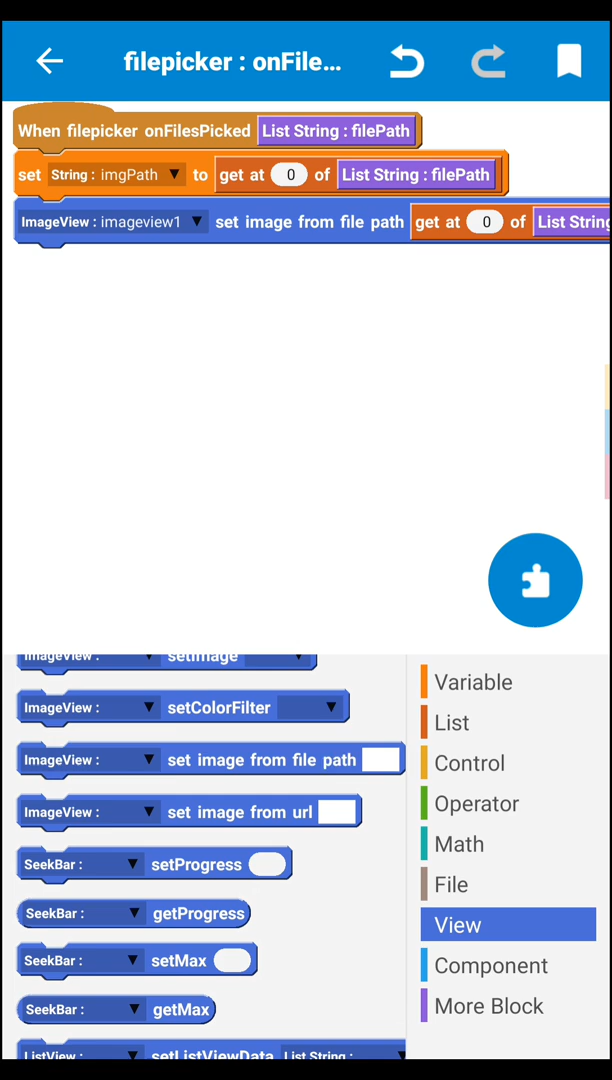 filepicker : onFile...
When filepicker onFilesPicked List String : filePath
set String : imgPath to get at 0 of List String : filePath
ImageView : imageview1 set image from file path get at 0 of List String
ImageView : setImage
ImageView : setColorFilter
ImageView : set image from file path
ImageView : set image from url
SeekBar : setProgress
SeekBar : getProgress
SeekBar : setMax
SeekBar : getMax
ListView : setListViewData List String :
Variable
List
Control
Operator
Math
File
View
Component
More Block